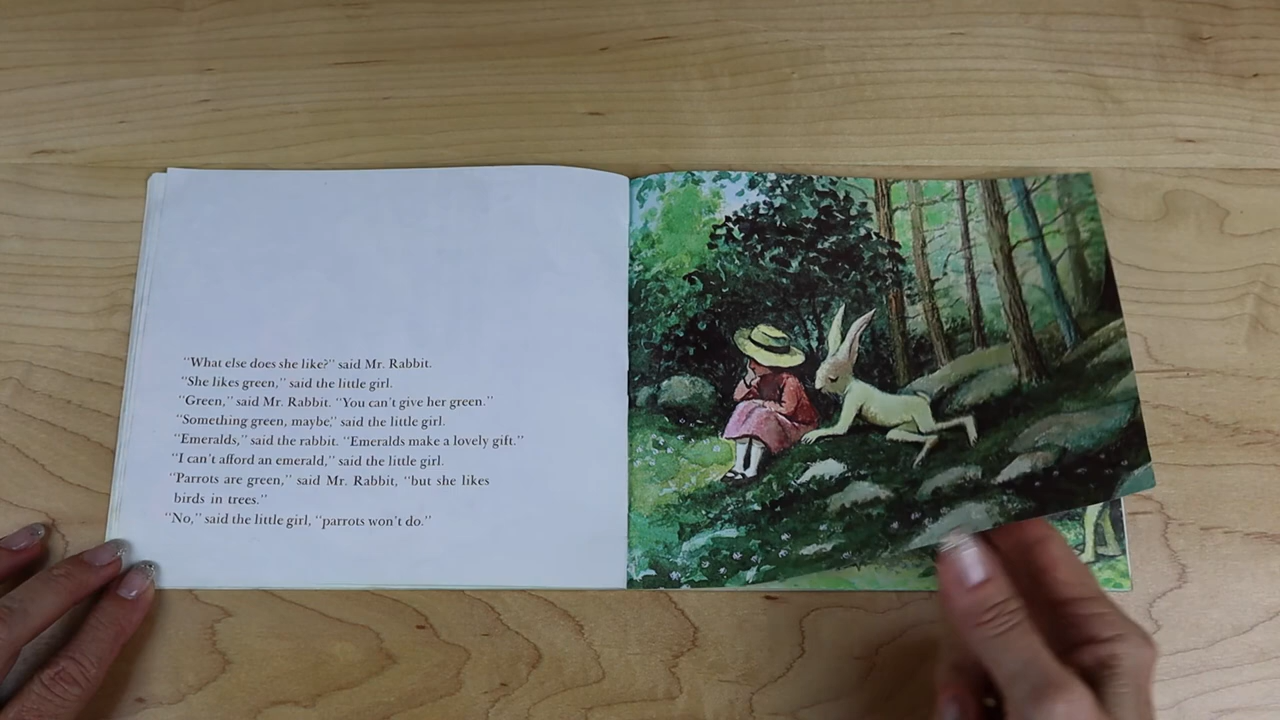 "What else does she like?" said Mr. Rabbit.
"She likes green," said the little girl.
"Green," said Mr. Rabbit. "You can't give her green."
"Something green, maybe," said the little girl.
"Emeralds," said the rabbit. "Emeralds make a lovely gift."
"I can't afford an emerald," said the little girl.
"Parrots are green," said Mr. Rabbit, "but she likes
birds in trees."
"No," said the little girl, "parrots won't do."